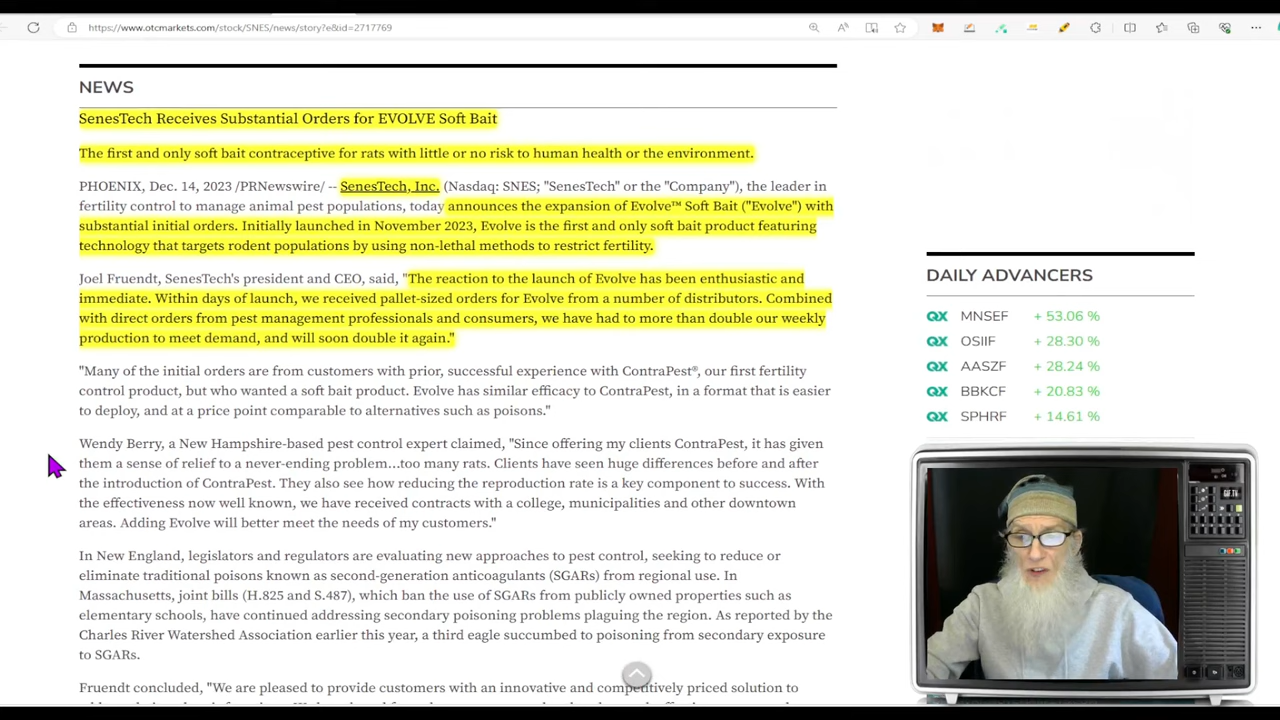 https://www.otcmarkets.com/stock/SNES/news/story?e&id=2717769
NEWS
SenesTech Receives Substantial Orders for EVOLVE Soft Bait
The first and only soft bait contraceptive for rats with little or no risk to human health or the environment.
PHOENIX, Dec. 14, 2023 /PRNewswire/ -- SenesTech, Inc. (Nasdaq: SNES; "SenesTech" or the "Company"), the leader in
fertility control to manage animal pest populations, today announces the expansion of Evolve™ Soft Bait ("Evolve") with
substantial initial orders. Initially launched in November 2023, Evolve is the first and only soft bait product featuring
technology that targets rodent populations by using non-lethal methods to restrict fertility.
Joel Fruendt, SenesTech's president and CEO, said, "The reaction to the launch of Evolve has been enthusiastic and
immediate. Within days of launch, we received pallet-sized orders for Evolve from a number of distributors. Combined
with direct orders from pest management professionals and consumers, we have had to more than double our weekly
production to meet demand, and will soon double it again."
"Many of the initial orders are from customers with prior, successful experience with ContraPest®, our first fertility
control product, but who wanted a soft bait product. Evolve has similar efficacy to ContraPest, in a format that is easier
to deploy, and at a price point comparable to alternatives such as poisons."
Wendy Berry, a New Hampshire-based pest control expert claimed, "Since offering my clients ContraPest, it has given
them a sense of relief to a never-ending problem…too many rats. Clients have seen huge differences before and after
the introduction of ContraPest. They also see how reducing the reproduction rate is a key component to success. With
the effectiveness now well known, we have received contracts with a college, municipalities and other downtown
areas. Adding Evolve will better meet the needs of my customers."
In New England, legislators and regulators are evaluating new approaches to pest control, seeking to reduce or
eliminate traditional poisons known as second-generation anticoagulants (SGARs) from regional use. In
Massachusetts, joint bills (H.825 and S.487), which ban the use of SGARs from publicly owned properties such as
elementary schools, have continued addressing secondary poisoning problems plaguing the region. As reported by the
Charles River Watershed Association earlier this year, a third eagle succumbed to poisoning from secondary exposure
to SGARs.
Fruendt concluded, "We are pleased to provide customers with an innovative and competitively priced solution to
DAILY ADVANCERS
QX MNSEF + 53.06 %
QX OSIIF + 28.30 %
QX AASZF + 28.24 %
QX BBKCF + 20.83 %
QX SPHRF + 14.61 %
GIF.TV